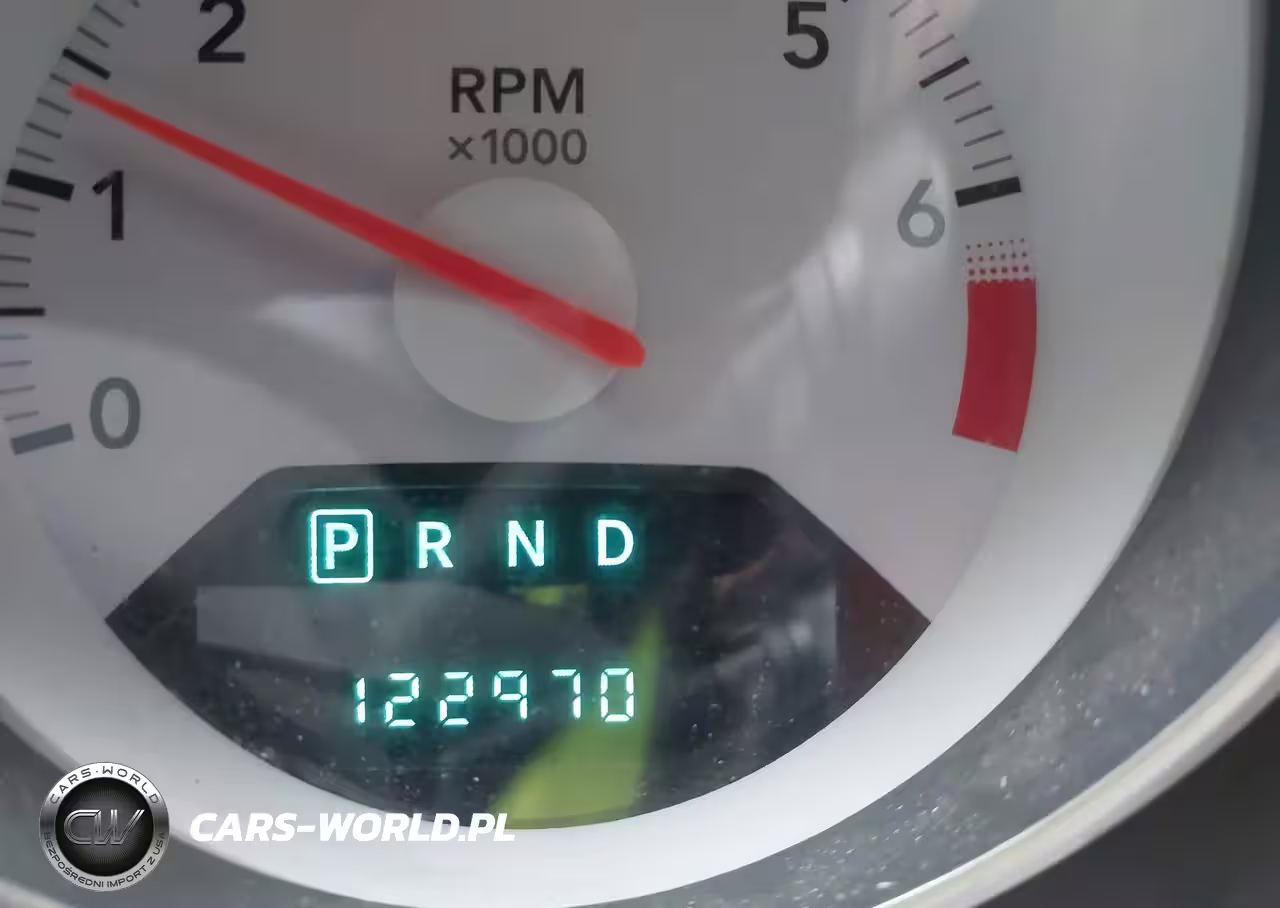 2
5
RPM
×1000
1
6
0
P R N D
122970
CARS-WORLD
CW
BEZPOŚREDNI IMPORT Z USA
CARS-WORLD.PL